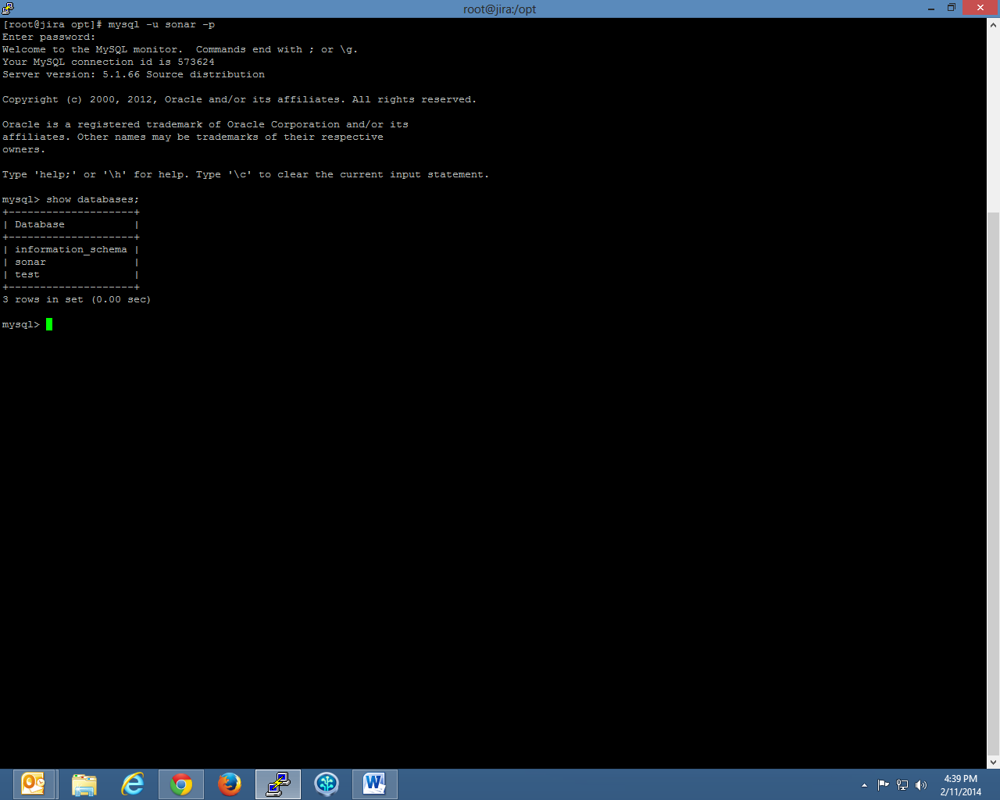 root@jira:/opt
[root@jira opt]# mysql -u sonar -p
Enter password:
Welcome to the MySQL monitor.  Commands end with ; or \g.
Your MySQL connection id is 573624
Server version: 5.1.66 Source distribution
Copyright (c) 2000, 2012, Oracle and/or its affiliates. All rights reserved.
Oracle is a registered trademark of Oracle Corporation and/or its
affiliates. Other names may be trademarks of their respective
owners.
Type 'help;' or '\h' for help. Type '\c' to clear the current input statement.
mysql> show databases;
+--------------------+
| Database           |
+--------------------+
| information_schema |
| sonar              |
| test               |
+--------------------+
3 rows in set (0.00 sec)
mysql>
4:39 PM
2/11/2014